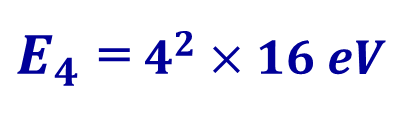 E₄ = 4² × 16 eV